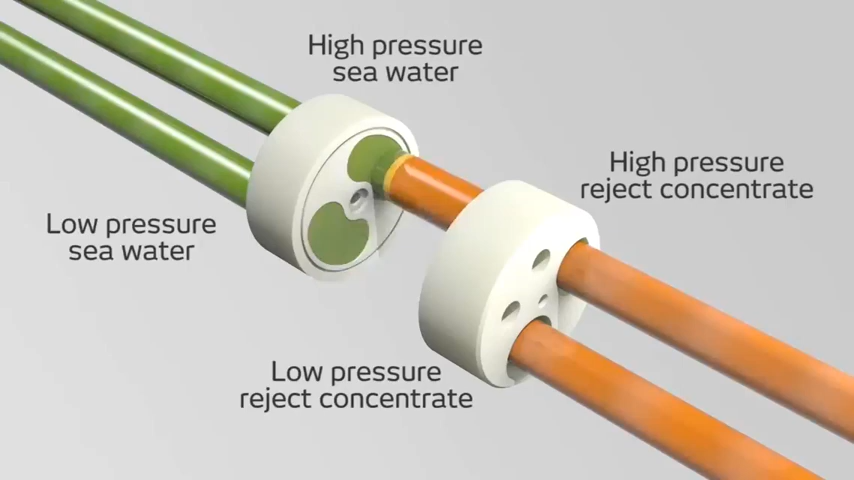 High pressure
sea water
High pressure
reject concentrate
Low pressure
sea water
Low pressure
reject concentrate